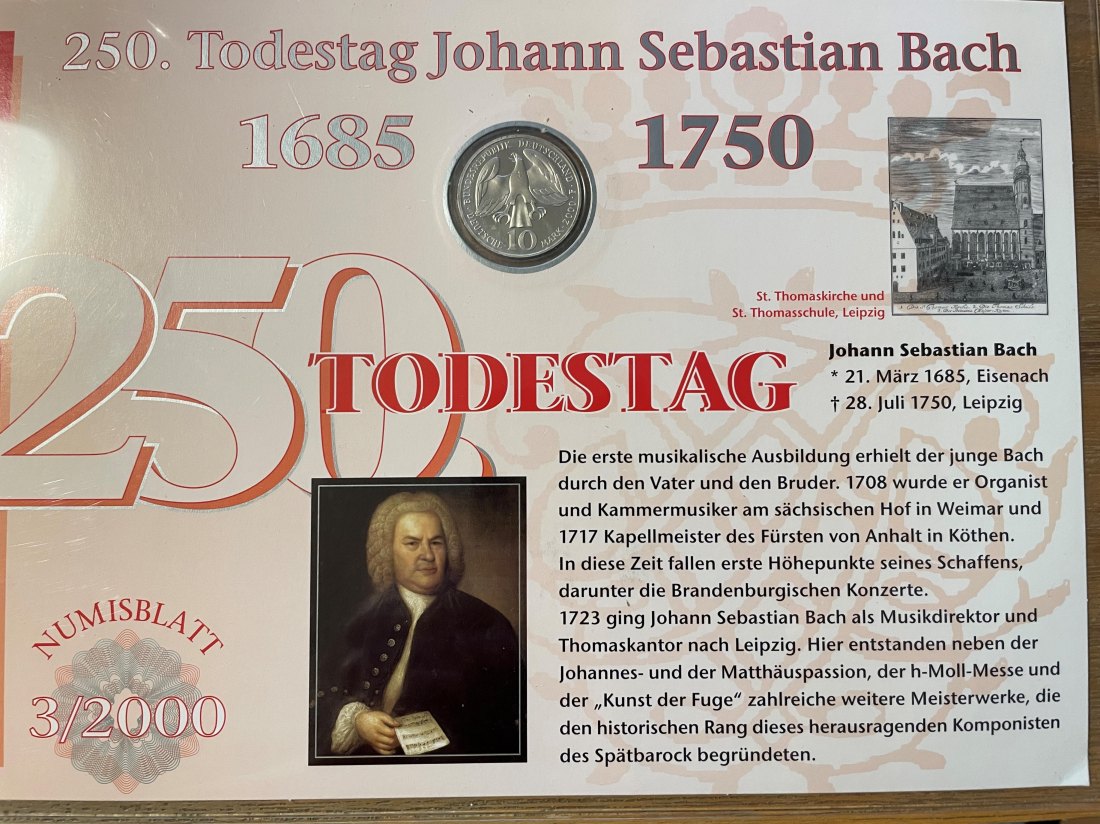 250. Todestag Johann Sebastian Bach
1685
1750
BUNDESREPUBLIK DEUTSCHLAND
2000
DEUTSCHE 10 MARK
St. Thomaskirche und
St. Thomasschule, Leipzig
250.
TODESTAG
Johann Sebastian Bach
* 21. März 1685, Eisenach
† 28. Juli 1750, Leipzig
Die erste musikalische Ausbildung erhielt der junge Bach
durch den Vater und den Bruder. 1708 wurde er Organist
und Kammermusiker am sächsischen Hof in Weimar und
1717 Kapellmeister des Fürsten von Anhalt in Köthen.
In diese Zeit fallen erste Höhepunkte seines Schaffens,
darunter die Brandenburgischen Konzerte.
1723 ging Johann Sebastian Bach als Musikdirektor und
Thomaskantor nach Leipzig. Hier entstanden neben der
Johannes- und der Matthäuspassion, der h-Moll-Messe und
der „Kunst der Fuge“ zahlreiche weitere Meisterwerke, die
den historischen Rang dieses herausragenden Komponisten
des Spätbarock begründeten.
NUMISBLATT
3/2000